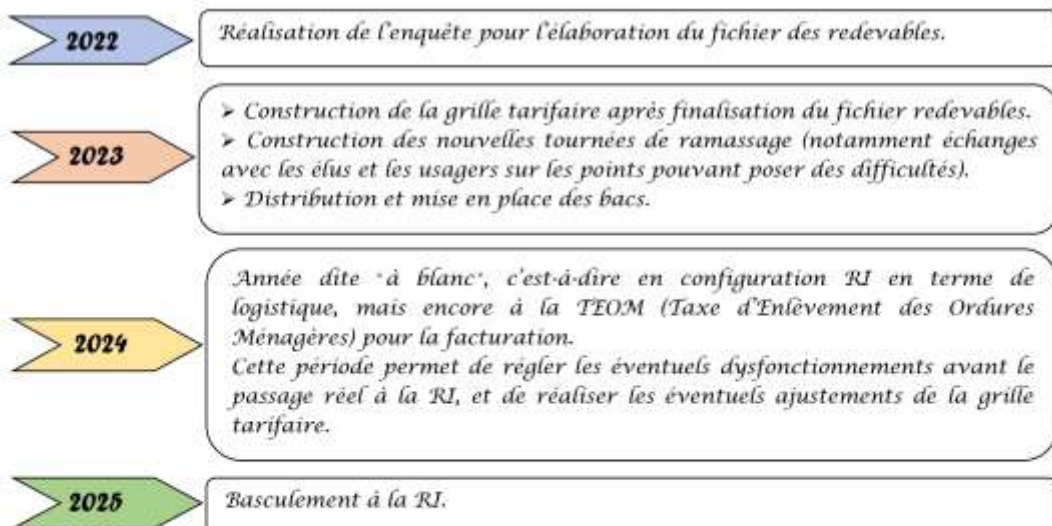 2022
Réalisation de l'enquête pour l'élaboration du fichier des redevables.
2023
➤ Construction de la grille tarifaire après finalisation du fichier redevables.
➤ Construction des nouvelles tournées de ramassage (notamment échanges
avec les élus et les usagers sur les points pouvant poser des difficultés).
➤ Distribution et mise en place des bacs.
2024
Année dite "à blanc", c'est-à-dire en configuration RI en terme de
logistique, mais encore à la TEOM (Taxe d'Enlèvement des Ordures
Ménagères) pour la facturation.
Cette période permet de régler les éventuels dysfonctionnements avant le
passage réel à la RI, et de réaliser les éventuels ajustements de la grille
tarifaire.
2025
Basculement à la RI.